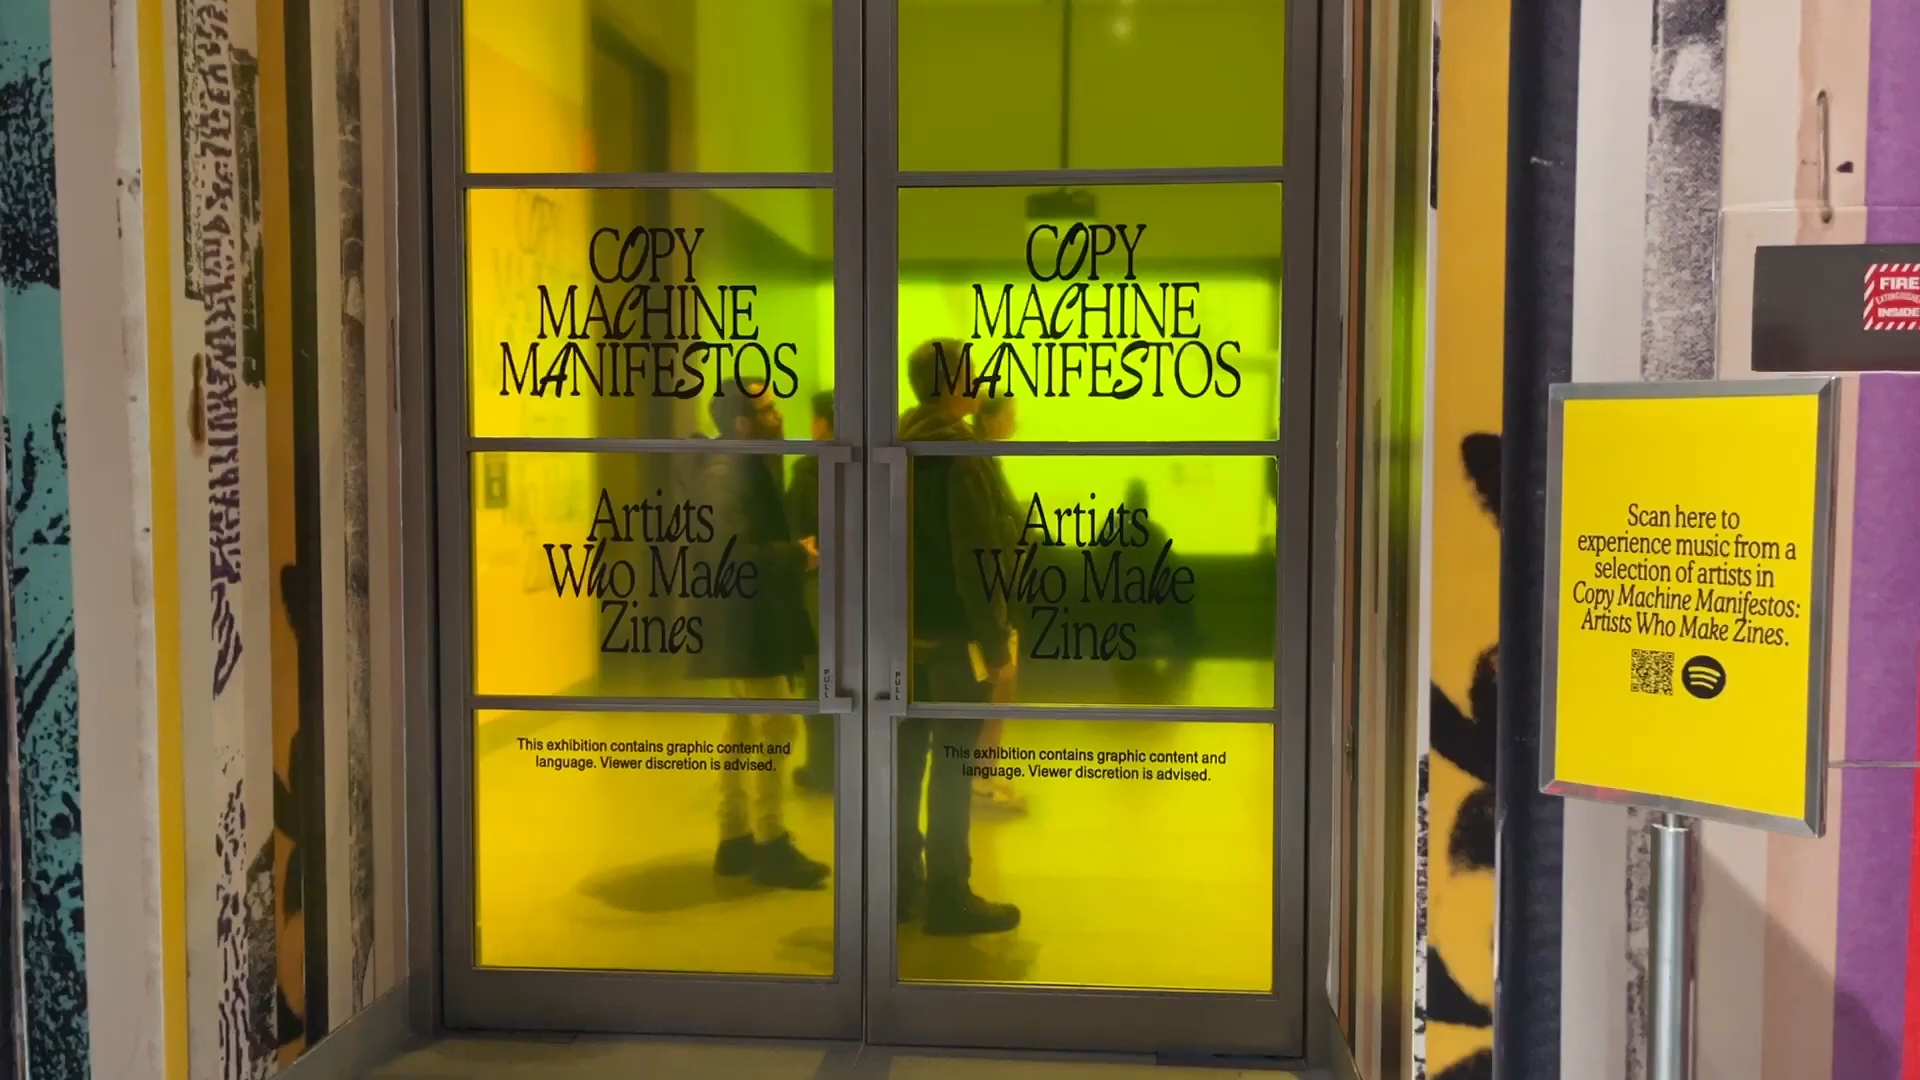 COPY
MACHINE
MANIFESTOS
Artists
Who Make
Zines
PULL
This exhibition contains graphic content and
language. Viewer discretion is advised.
COPY
MACHINE
MANIFESTOS
Artists
Who Make
Zines
PULL
This exhibition contains graphic content and
language. Viewer discretion is advised.
FIRE
EXTINGUISHER
INSIDE
Scan here to
experience music from a
selection of artists in
Copy Machine Manifestos:
Artists Who Make Zines.